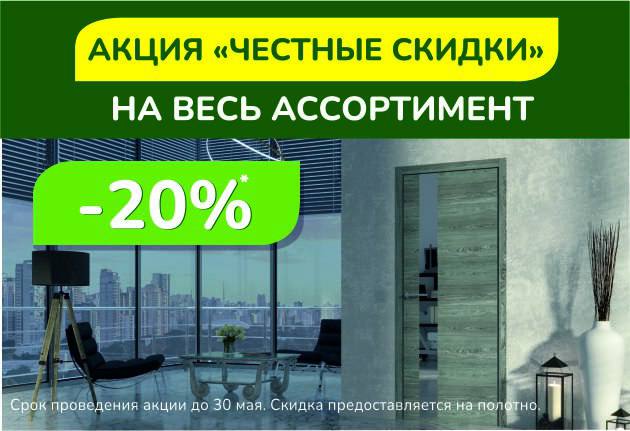 АКЦИЯ «ЧЕСТНЫЕ СКИДКИ»
НА ВЕСЬ АССОРТИМЕНТ
-20%*
Срок проведения акции до 30 мая. Скидка предоставляется на полотно.